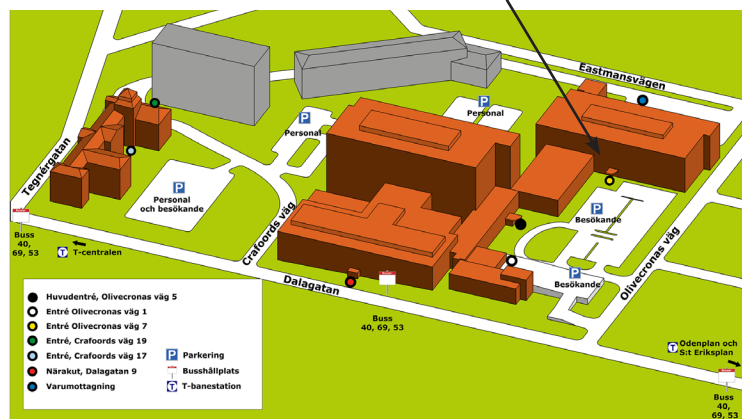 Eastmansvägen
P
Personal
P
Personal
Tegnérgatan
P
Personal
och besökande
P
Besökande
Crafoords väg
Olivecronas väg
Buss
40,
69, 53
T T-centralen
P
Besökande
Dalagatan
Buss
40, 69, 53
T Odenplan och
S:t Eriksplan
Buss
40,
69, 53
Huvudentré, Olivecronas väg 5
Entré Olivecronas väg 1
Entré Olivecronas väg 7
Entré, Crafoords väg 19
Entré, Crafoords väg 17
Närakut, Dalagatan 9
Varumottagning
P Parkering
Busshållplats
T T-banestation